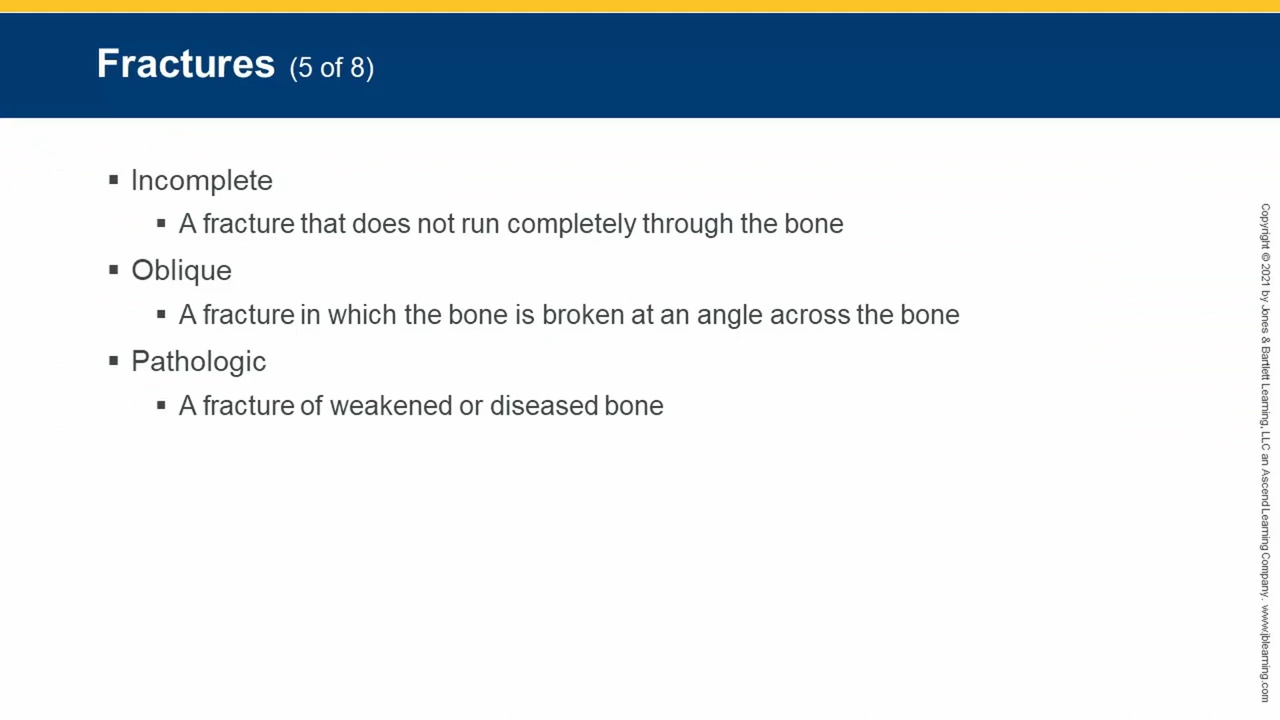 Fractures (5 of 8)
▪ Incomplete
▪ A fracture that does not run completely through the bone
▪ Oblique
▪ A fracture in which the bone is broken at an angle across the bone
▪ Pathologic
▪ A fracture of weakened or diseased bone
Copyright © 2021 by Jones & Bartlett Learning, LLC an Ascend Learning Company. www.jblearning.com